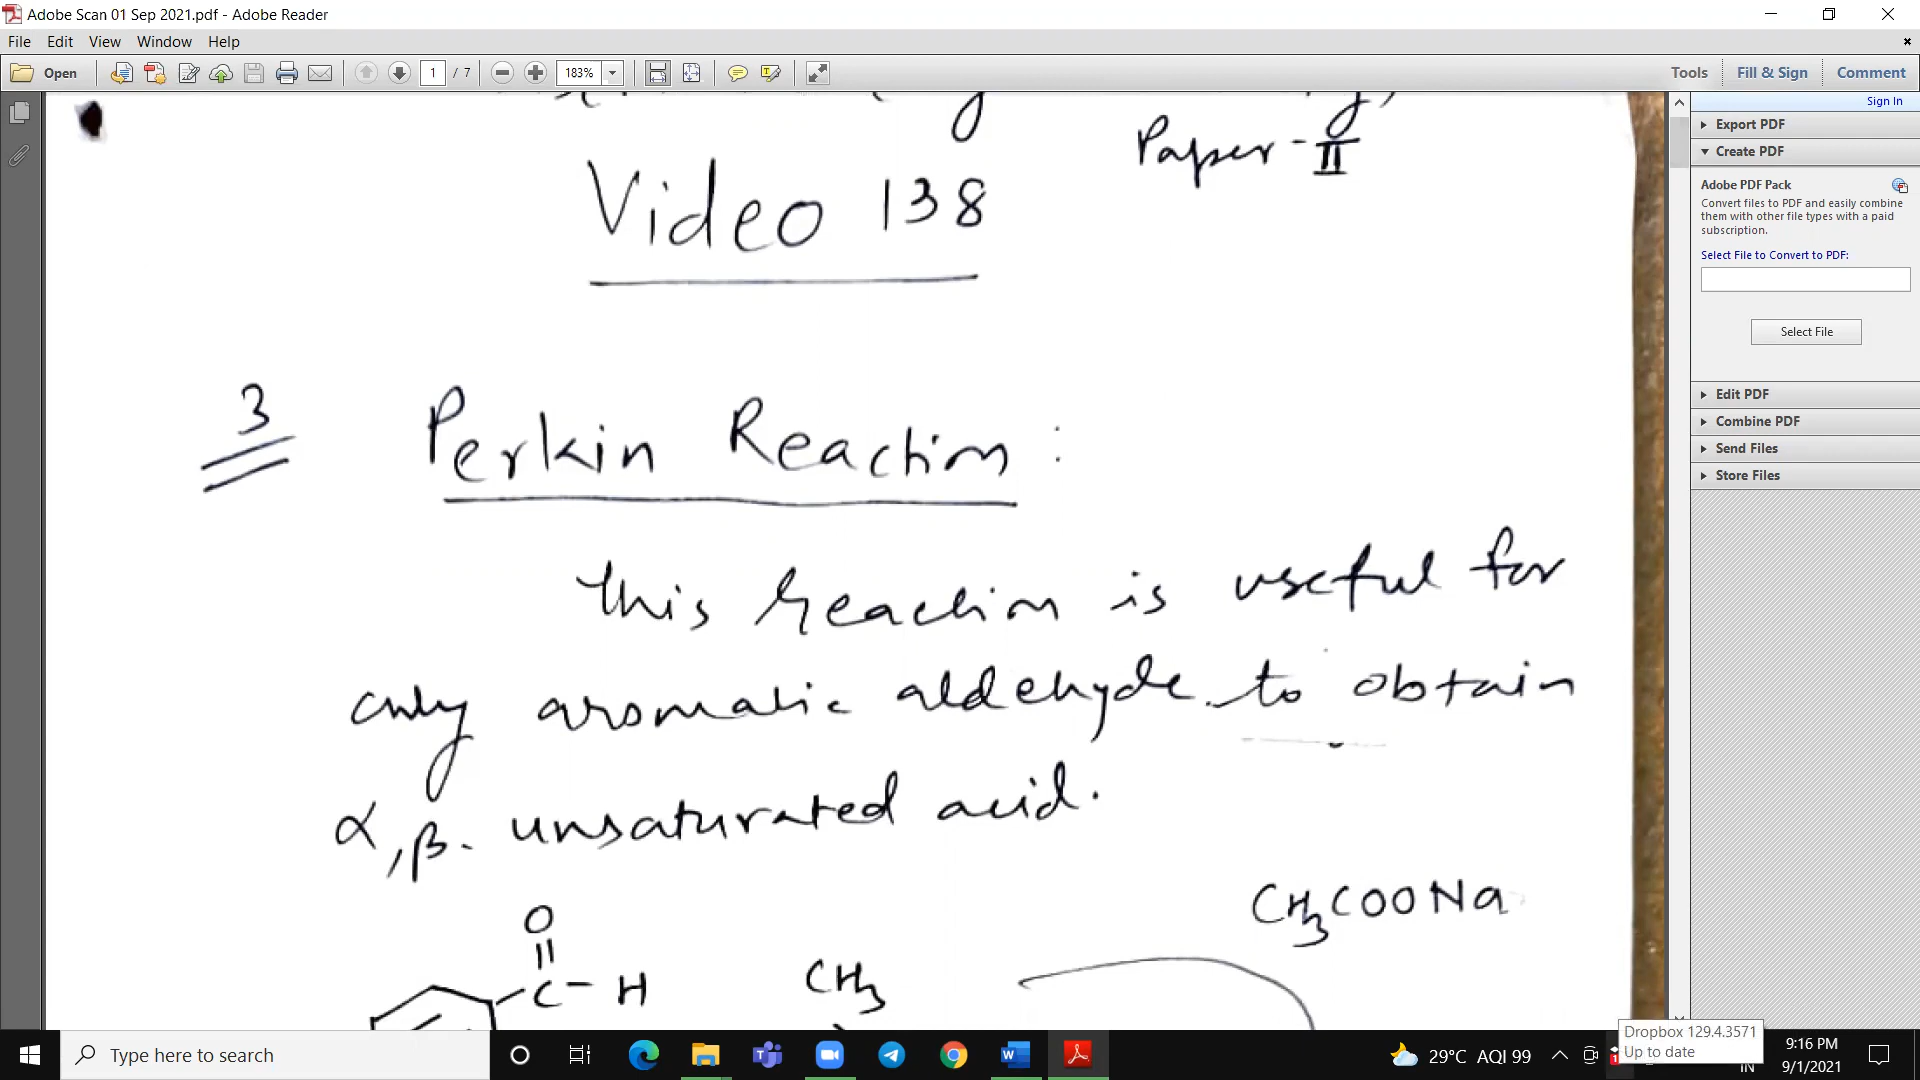 Adobe Scan 01 Sep 2021.pdf - Adobe Reader
File Edit View Window Help
Open 1 / 7 183% Tools Fill & Sign Comment
Sign In
Export PDF
Create PDF
Adobe PDF Pack
Convert files to PDF and easily combine
them with other file types with a paid
subscription.
Select File to Convert to PDF:
Select File
Edit PDF
Combine PDF
Send Files
Store Files
Paper - II
Video 138
3 Perkin Reaction :
This reaction is useful for
only aromatic aldehyde to obtain
α, β- unsaturated acid.
CH3COONa
O
C - H
CH3
Type here to search
29°C AQI 99
Dropbox 129.4.3571
Up to date
IN
9:16 PM
9/1/2021